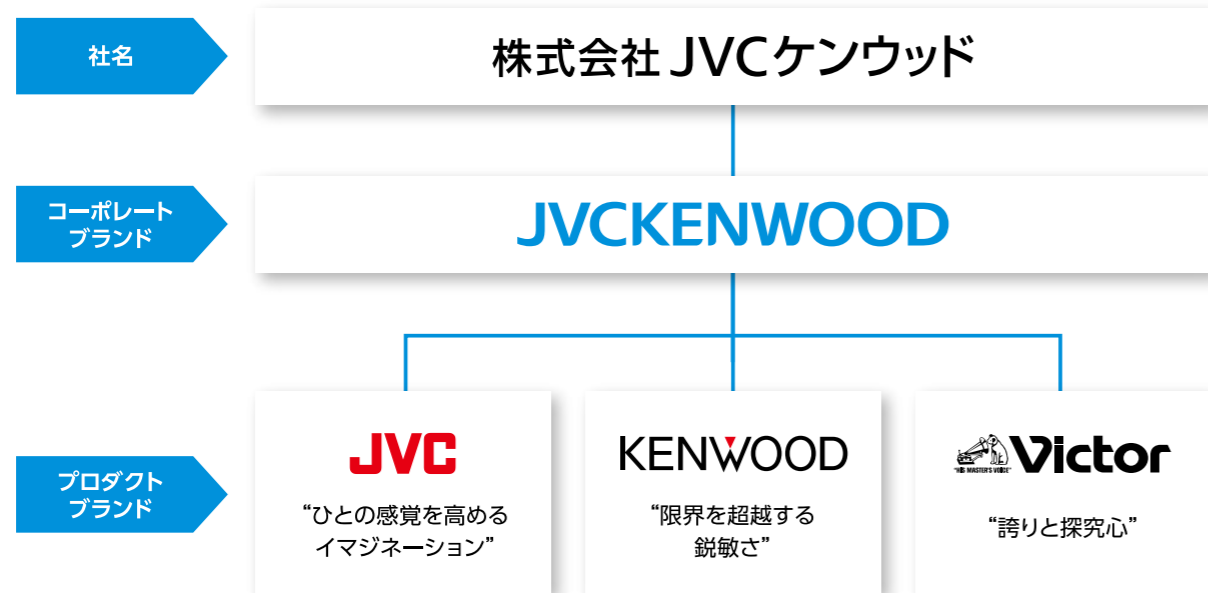 社名
株式会社 JVCケンウッド
コーポレート
ブランド
JVCKENWOOD
プロダクト
ブランド
JVC
“ひとの感覚を高める
イマジネーション”
KENWOOD
“限界を超越する
鋭敏さ”
"HIS MASTER'S VOICE"
Victor
“誇りと探究心”